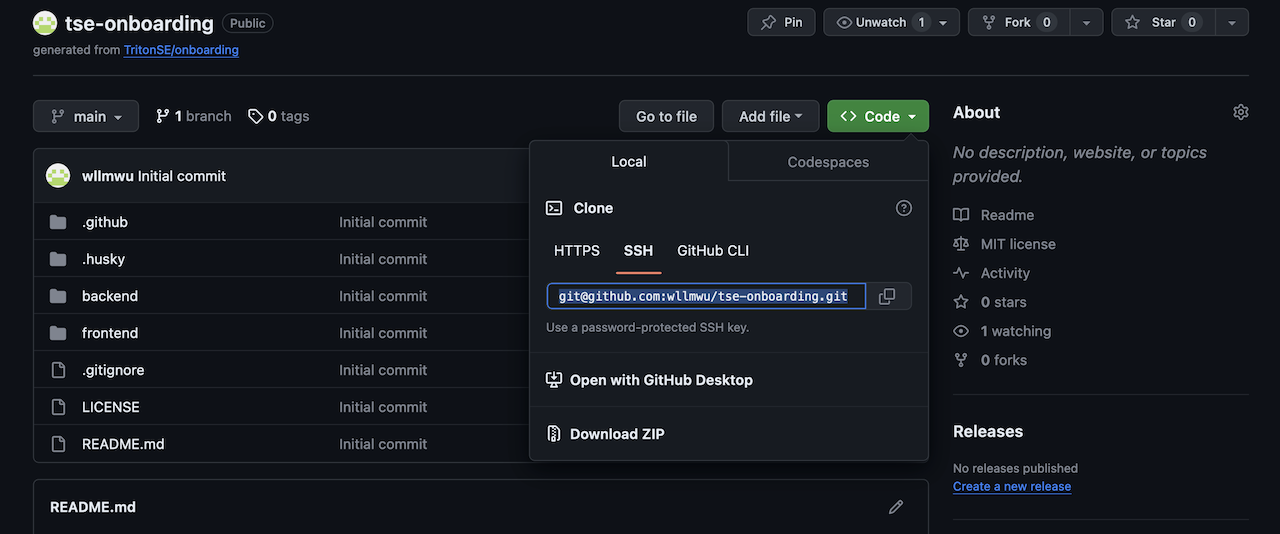 tse-onboarding Public
Pin
Unwatch 1
Fork 0
Star 0
generated from TritonSE/onboarding
main
1 branch
0 tags
Go to file
Add file
Code
Local
Codespaces
Clone
HTTPS
SSH
GitHub CLI
git@github.com:wllmwu/tse-onboarding.git
Use a password-protected SSH key.
Open with GitHub Desktop
Download ZIP
wllmwu Initial commit
.github Initial commit
.husky Initial commit
backend Initial commit
frontend Initial commit
.gitignore Initial commit
LICENSE Initial commit
README.md Initial commit
README.md
About
No description, website, or topics
provided.
Readme
MIT license
Activity
0 stars
1 watching
0 forks
Releases
No releases published
Create a new release